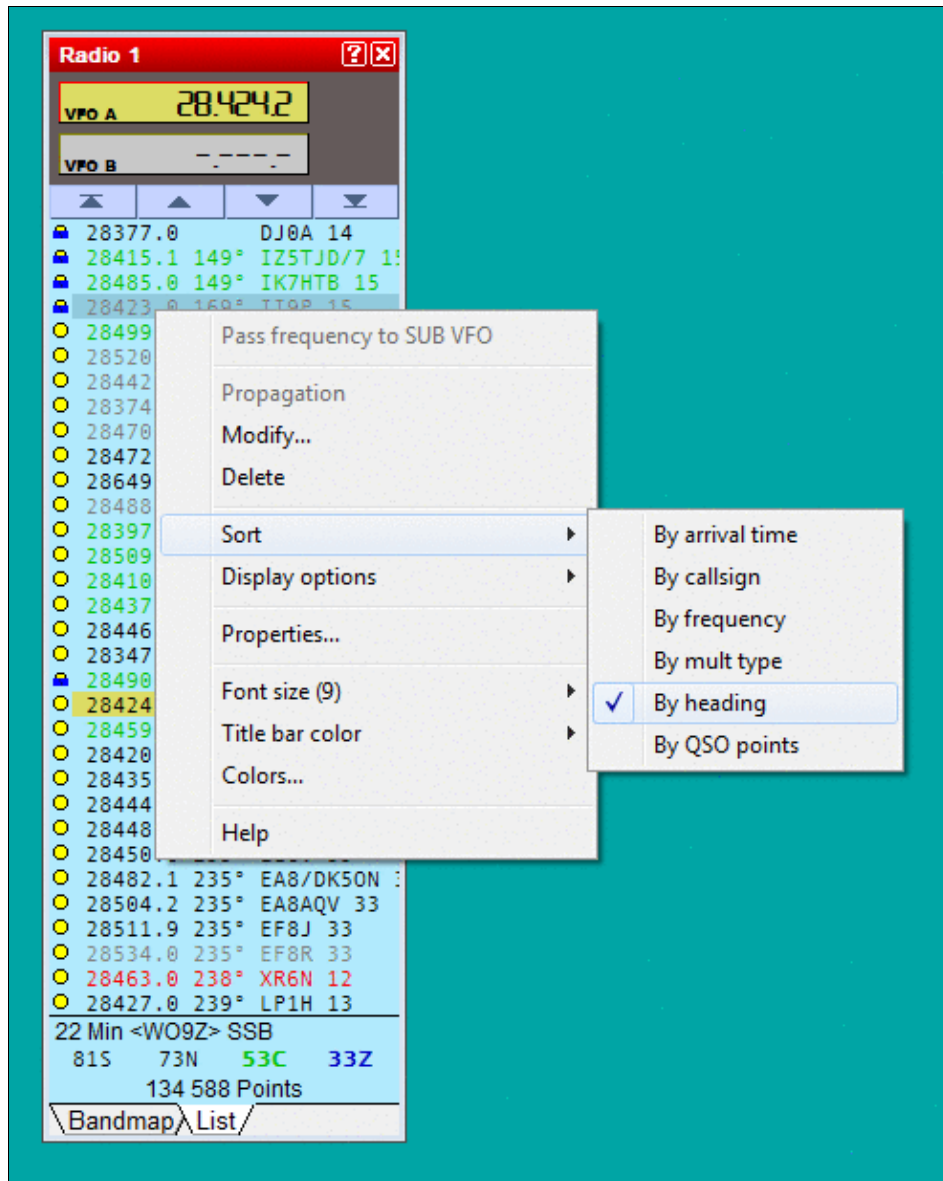 Radio 1
VFO A 28.424.2
VFO B -.---.-
28377.0 DJ0A 14
28415.1 149° IZ5TJD/7
28485.0 149° IK7HTB 15
28423.0 169° IT9P 15
28499
Pass frequency to SUB VFO
28520
28442
28374
Propagation
28470
Modify...
28472
28649
Delete
28488
28397
Sort
By arrival time
28509
28410
Display options
By callsign
28437
By frequency
28446
Properties...
28347
By mult type
28490
Font size (9)
By heading
28424
28459
Title bar color
By QSO points
28420
28435
Colors...
28444
28448
Help
28450
28482.1 235° EA8/DK5ON
28504.2 235° EA8AQV 33
28511.9 235° EF8J 33
28534.0 235° EF8R 33
28463.0 238° XR6N 12
28427.0 239° LP1H 13
22 Min <WO9Z> SSB
81S 73N 53C 33Z
134 588 Points
Bandmap List